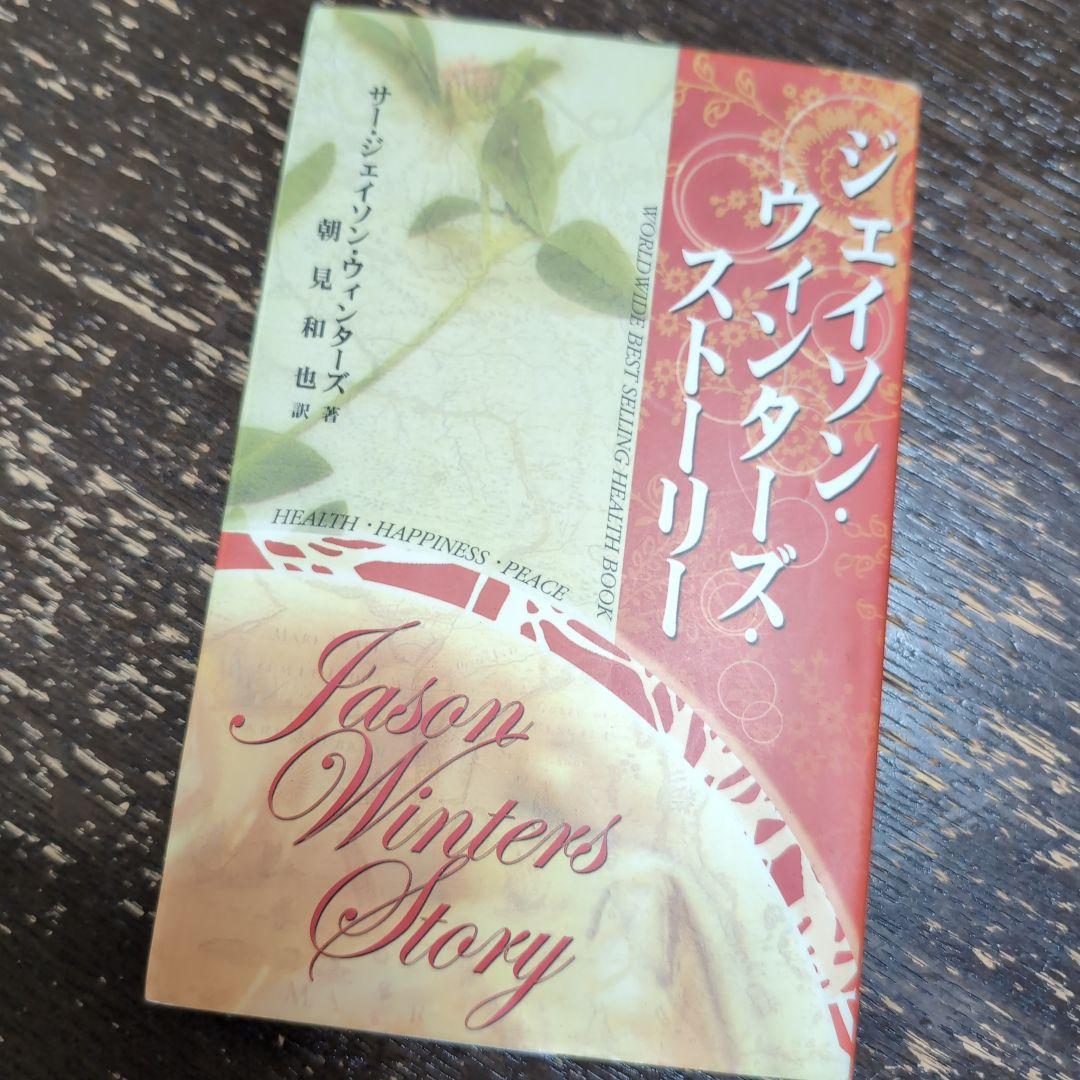 ジェイソン・
ウィンターズ・
ストーリー
WORLDWIDE BEST SELLING HEALTH BOOK
サー・ジェイソン・ウィンターズ 著
朝見和也 訳
HEALTH・HAPPINESS・PEACE
Jason
Winters
Story